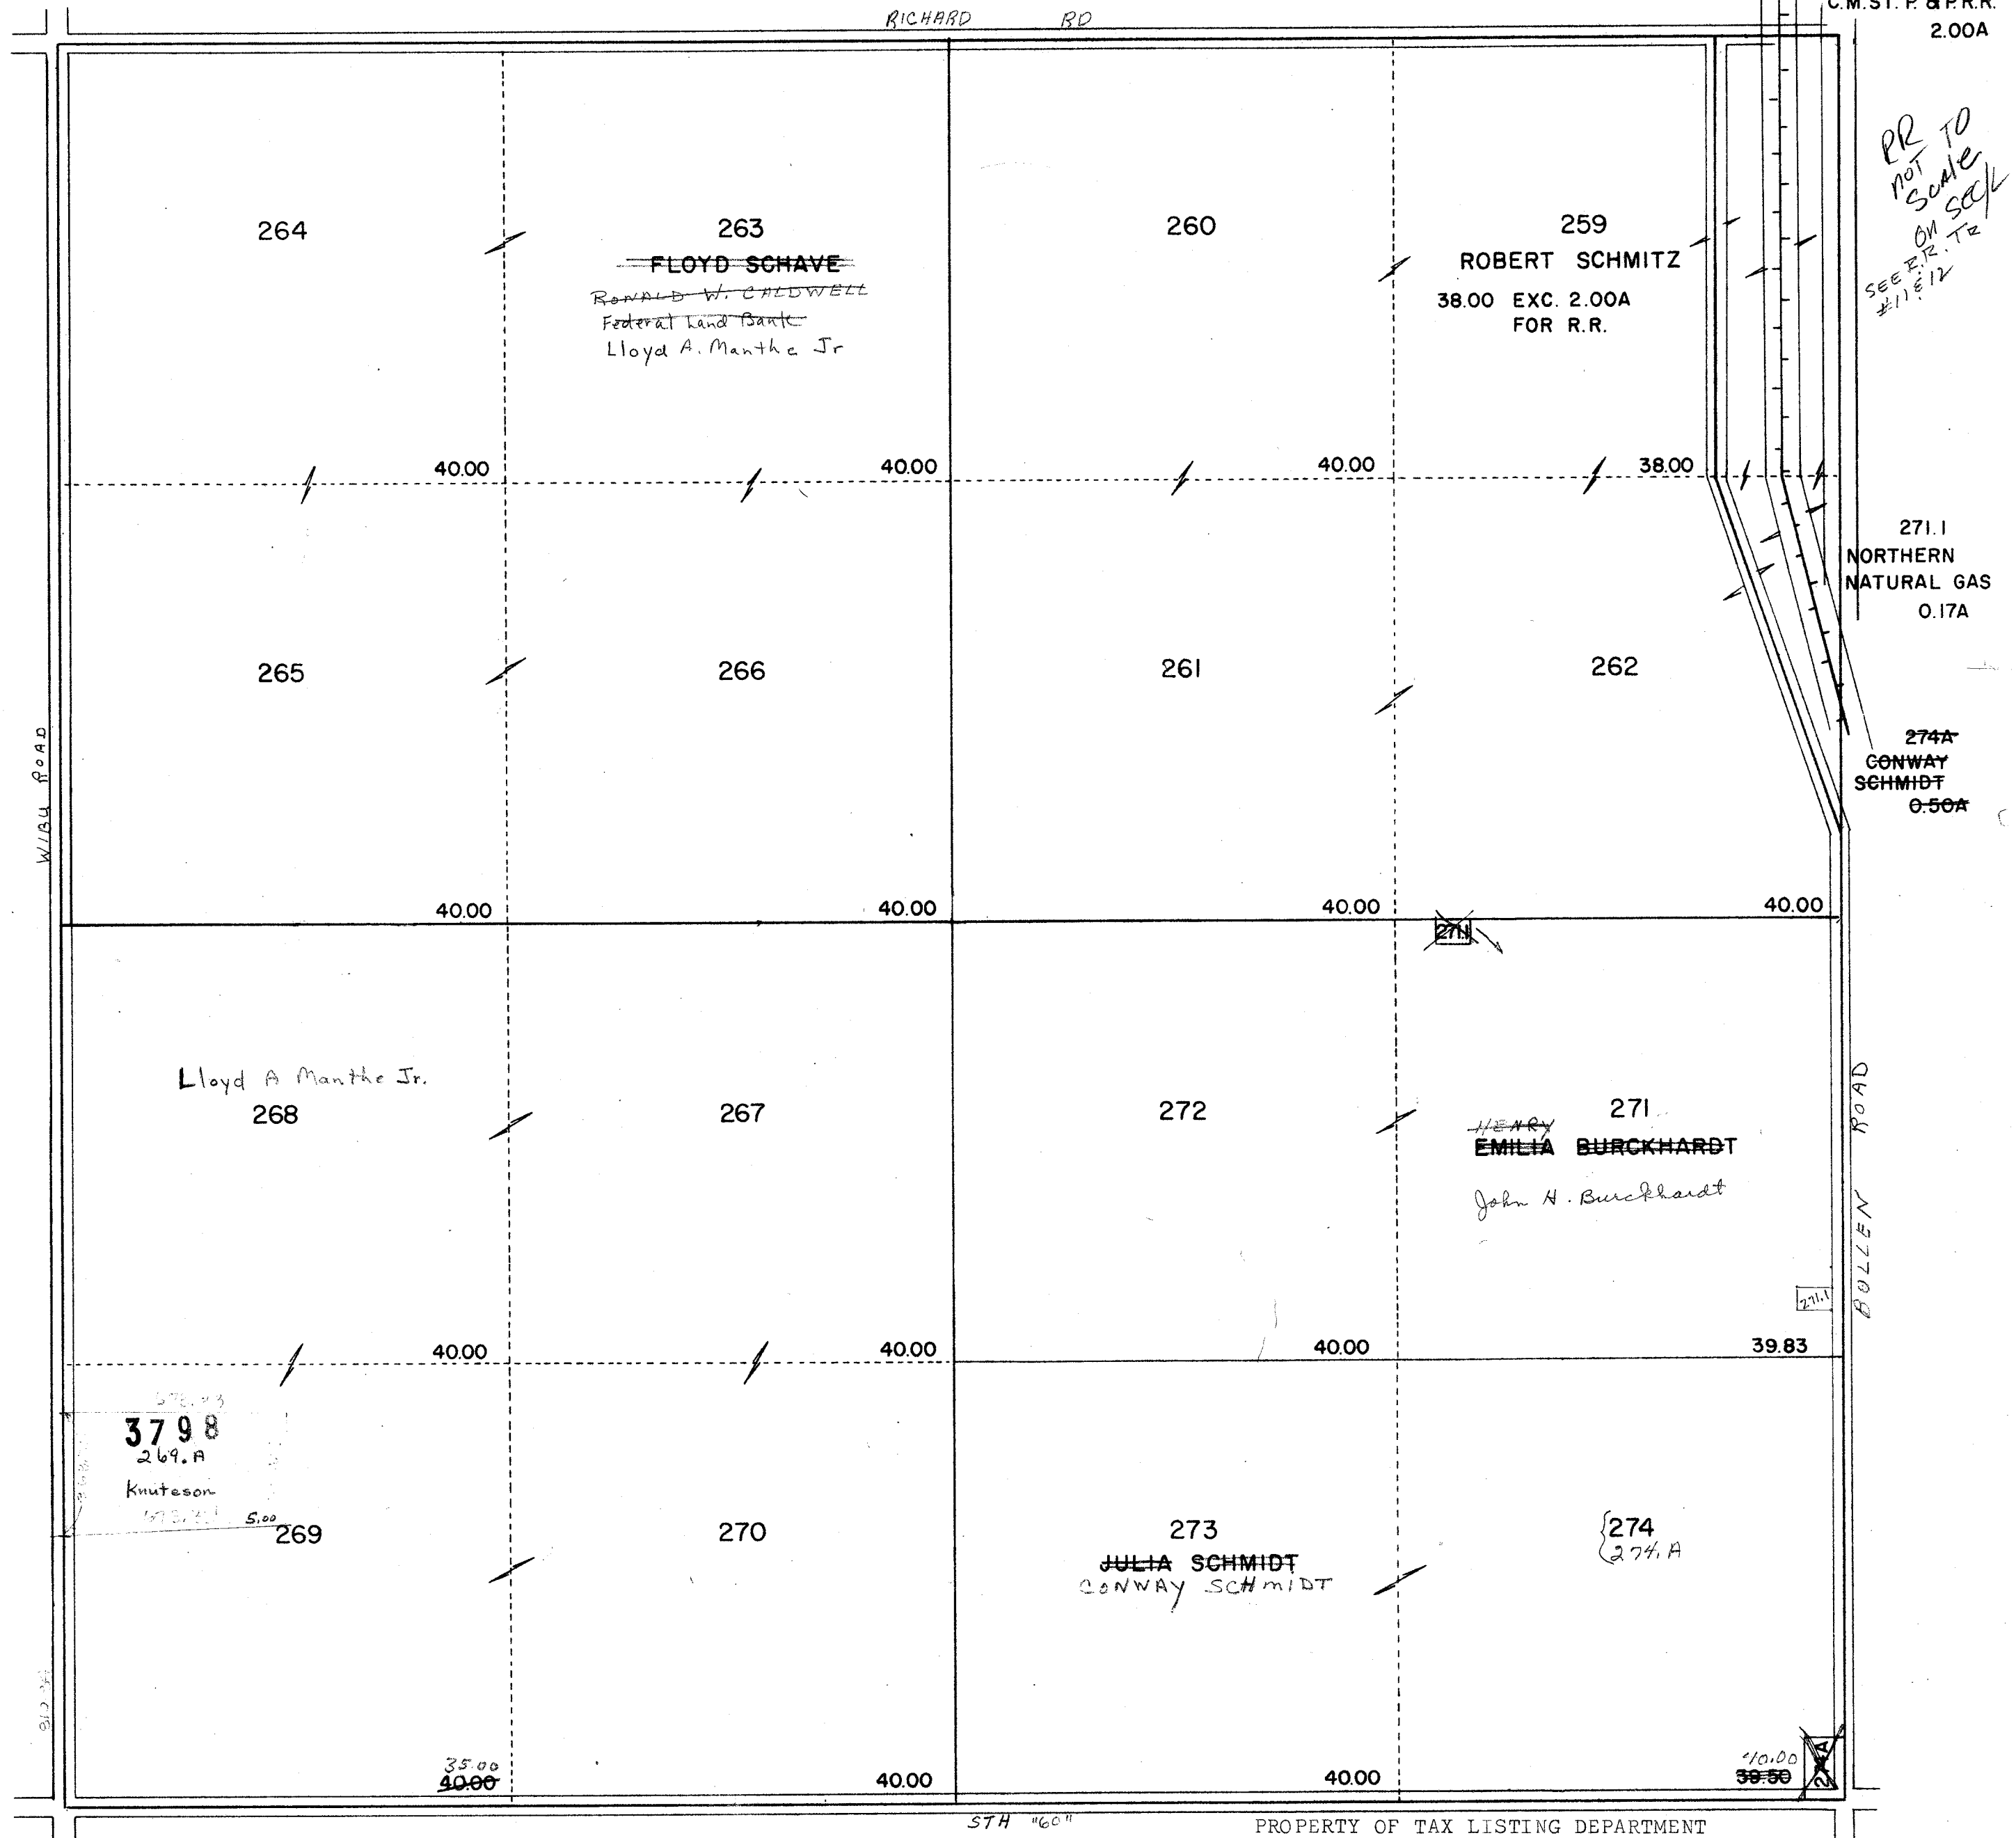 RICHARD RD
C.M.ST. P. & P. R.R.
2.00A
RR
NOT TO
SCALE
ON SEC/L
SEE R.R. TR
#11 & 12
264
263
FLOYD SCHAVE
RONALD W. CALDWELL
Federal Land Bank
Lloyd A. Manthe Jr
260
259
ROBERT SCHMITZ
38.00 EXC. 2.00A
FOR R.R.
40.00
40.00
40.00
38.00
271.1
NORTHERN
NATURAL GAS
0.17A
265
266
261
262
WIBU ROAD
274A
CONWAY
SCHMIDT
0.50A
40.00
40.00
40.00
40.00
271.1
Lloyd A Manthe Jr.
268
267
272
271
HENRY
EMILIA BURCKHARDT
John H. Burckhardt
BOLLEN ROAD
271.1
40.00
40.00
40.00
39.83
3798
269.A
Knuteson
5.00
269
270
273
JULIA SCHMIDT
CONWAY SCHMIDT
274
274.A
35.00
40.00
40.00
40.00
40.00
39.50
274A
STH "60"
PROPERTY OF TAX LISTING DEPARTMENT